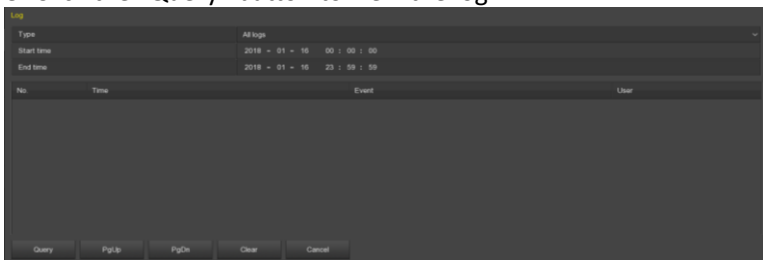 Log
Type All logs
Start time 2018 - 01 - 16 00 : 00 : 00
End time 2018 - 01 - 16 23 : 59 : 59
No. Time Event User
Query PgUp PgDn Clear Cancel